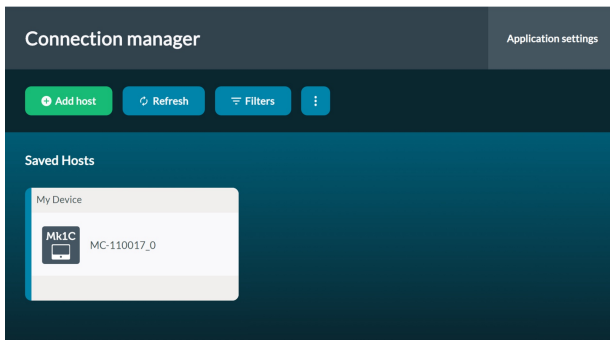 Connection manager
Application settings
Add host
Refresh
Filters
Saved Hosts
My Device
Mk1C
MC-110017_0